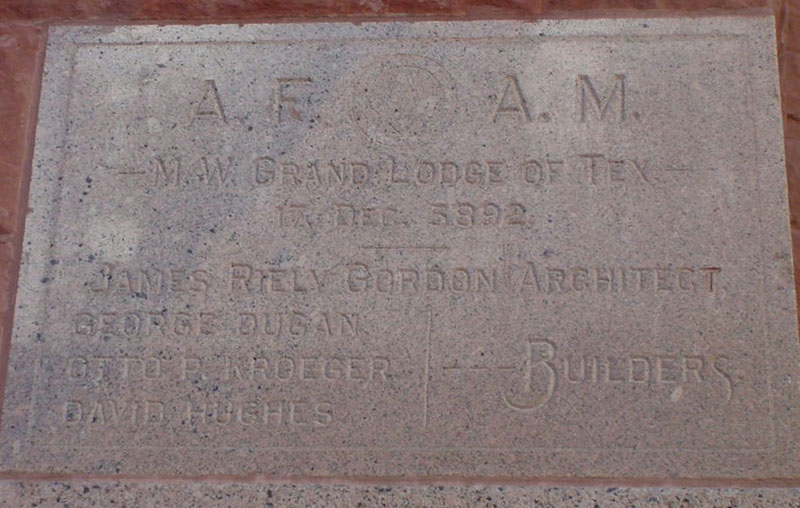 A. F. A. M.
— M. W. GRAND LODGE OF TEX —
17. DEC. 5892
JAMES RIELY GORDON ARCHITECT.
GEORGE DUGAN
OTTO P. KROEGER --- BUILDERS.
DAVID HUGHES